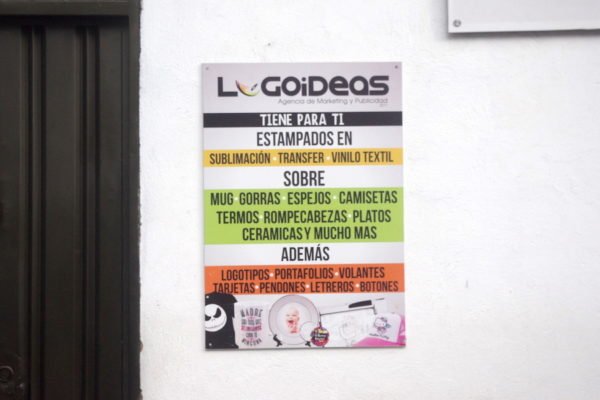 LOGOiDeas
Agencia de Marketing y Publicidad
TIENE PARA TI
ESTAMPADOS EN
SUBLIMACIÓN · TRANSFER · VINILO TEXTIL
SOBRE
MUG · GORRAS · ESPEJOS · CAMISETAS
TERMOS · ROMPECABEZAS · PLATOS
CERAMICAS Y MUCHO MAS
ADEMÁS
LOGOTIPOS · PORTAFOLIOS · VOLANTES
TARJETAS · PENDONES · LETREROS · BOTONES
MADRE